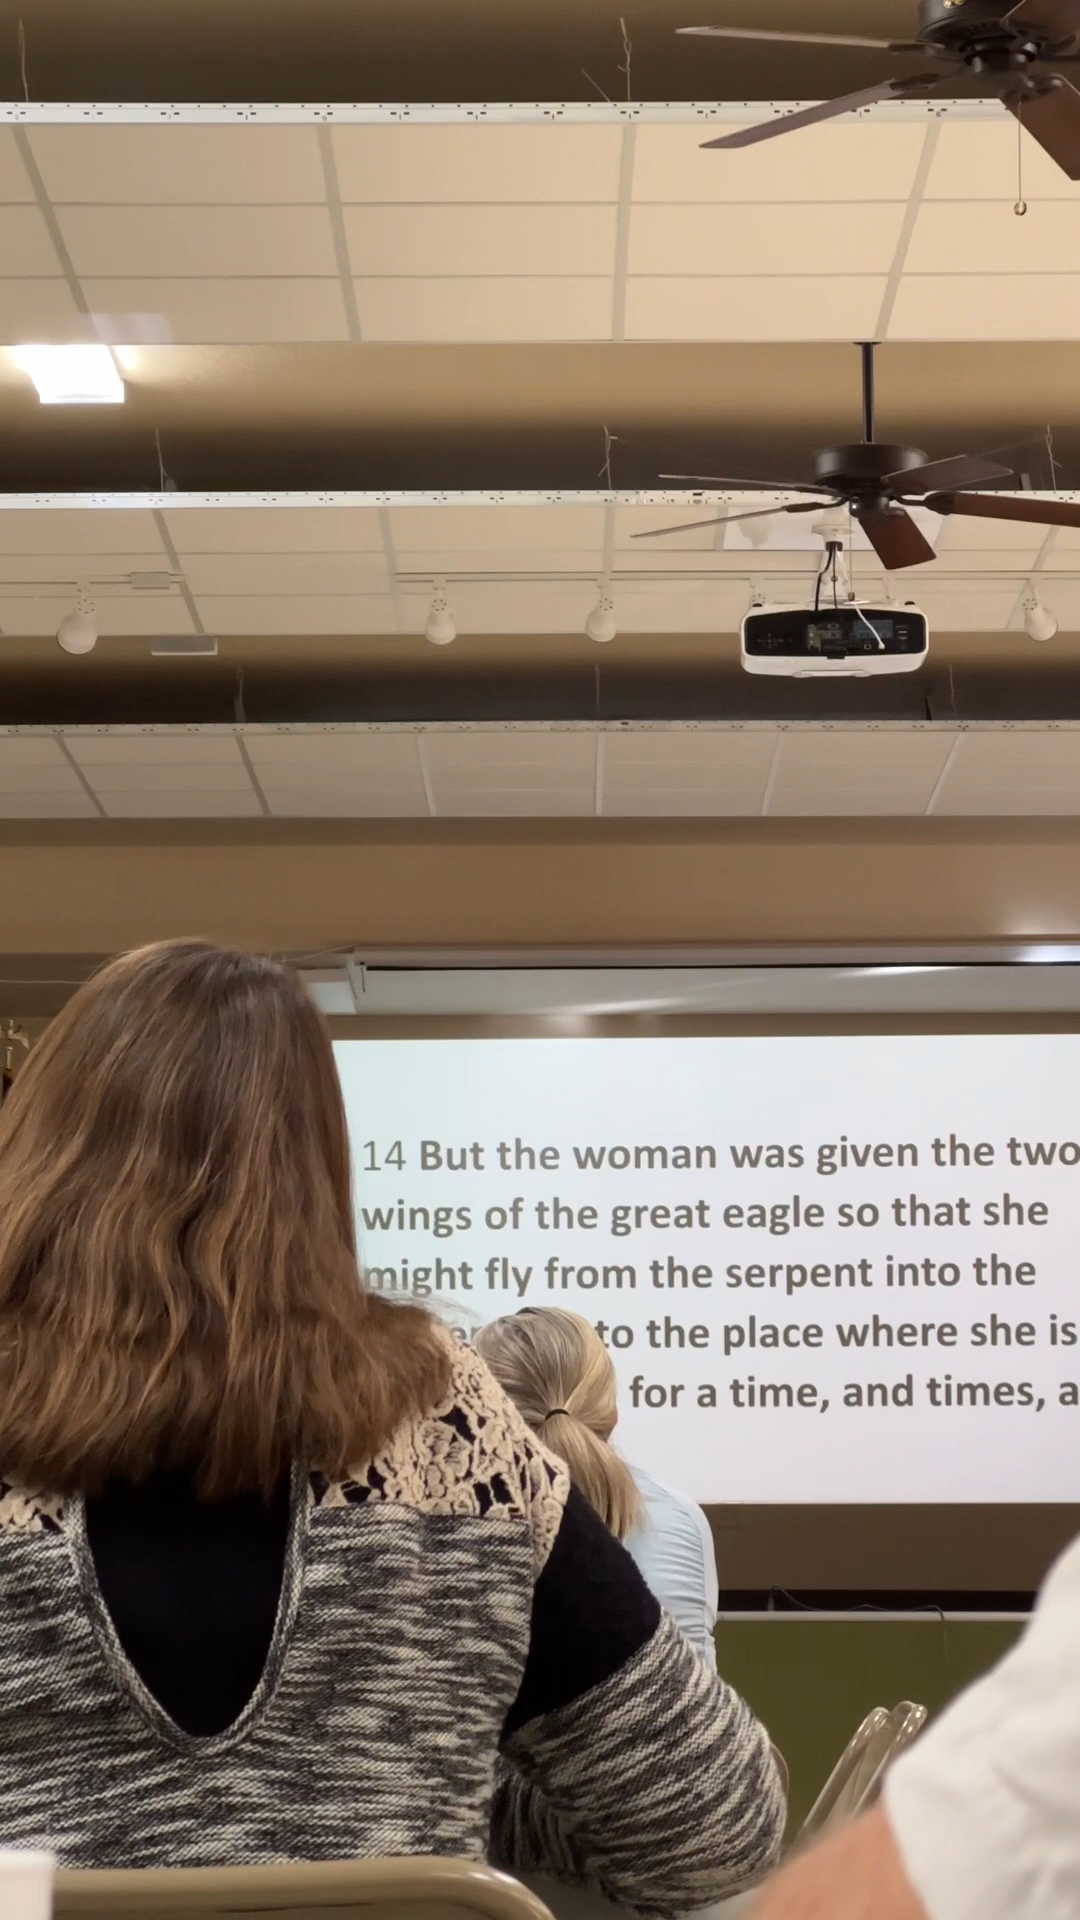 14 But the woman was given the two
wings of the great eagle so that she
might fly from the serpent into the
to the place where she is
for a time, and times, a